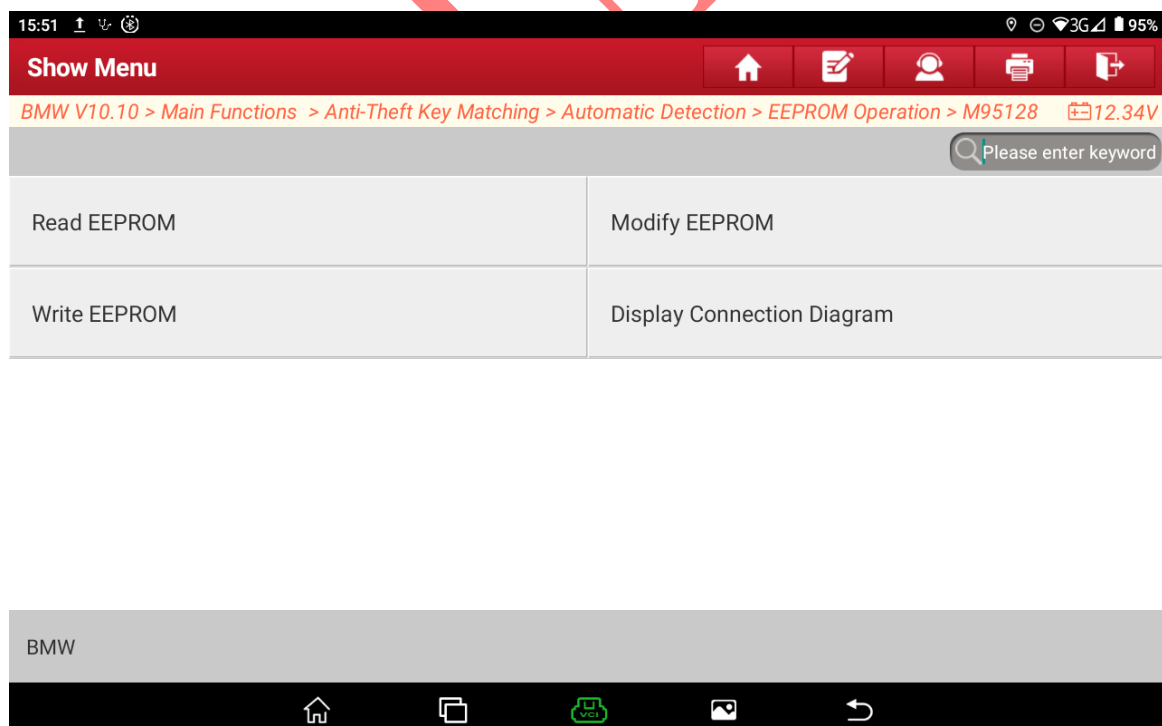 15:51 3G 95%
Show Menu
BMW V10.10 > Main Functions > Anti-Theft Key Matching > Automatic Detection > EEPROM Operation > M95128 12.34V
Please enter keyword
Read EEPROM Modify EEPROM
Write EEPROM Display Connection Diagram
BMW
VCI